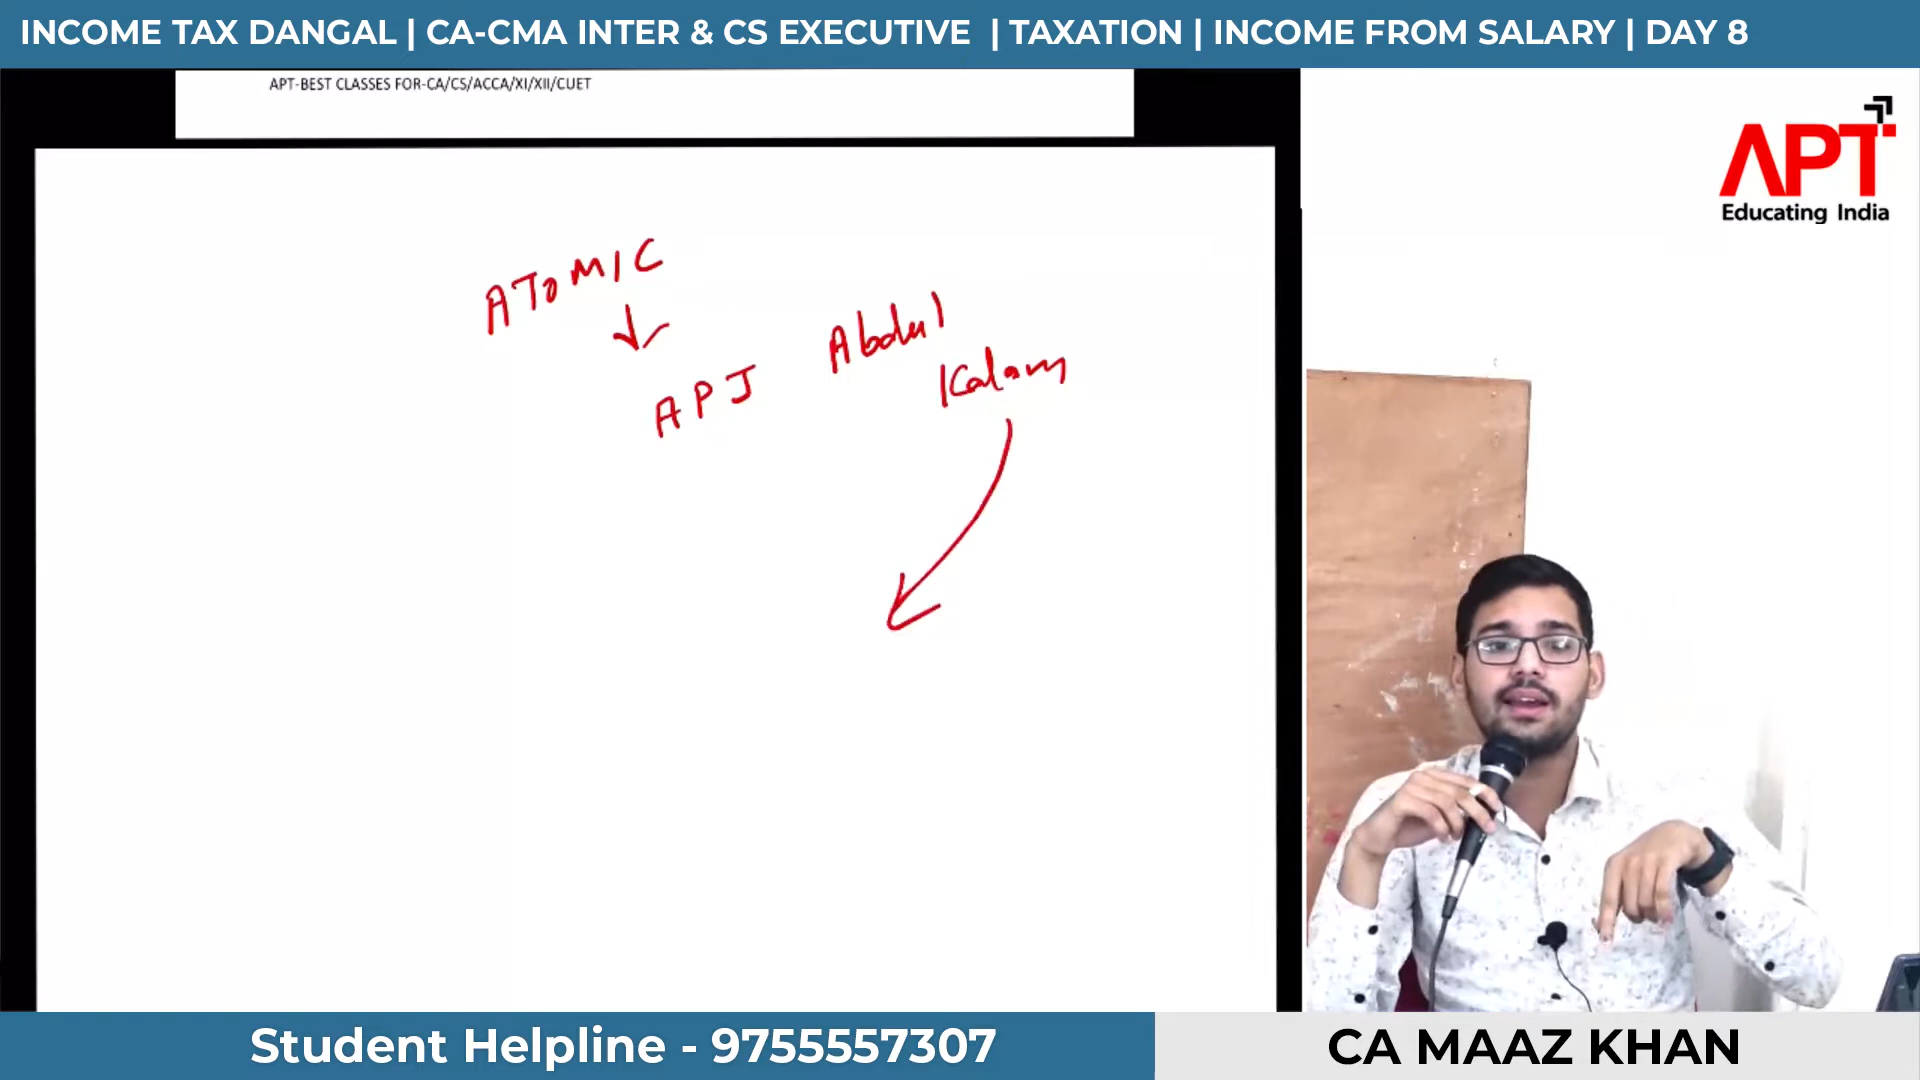 INCOME TAX DANGAL | CA-CMA INTER & CS EXECUTIVE | TAXATION | INCOME FROM SALARY | DAY 8
APT-BEST CLASSES FOR-CA/CS/ACCA/XI/XII/CUET
APT
Educating India
ATOMIC
APJ Abdul
Kalam
Student Helpline - 9755557307
CA MAAZ KHAN